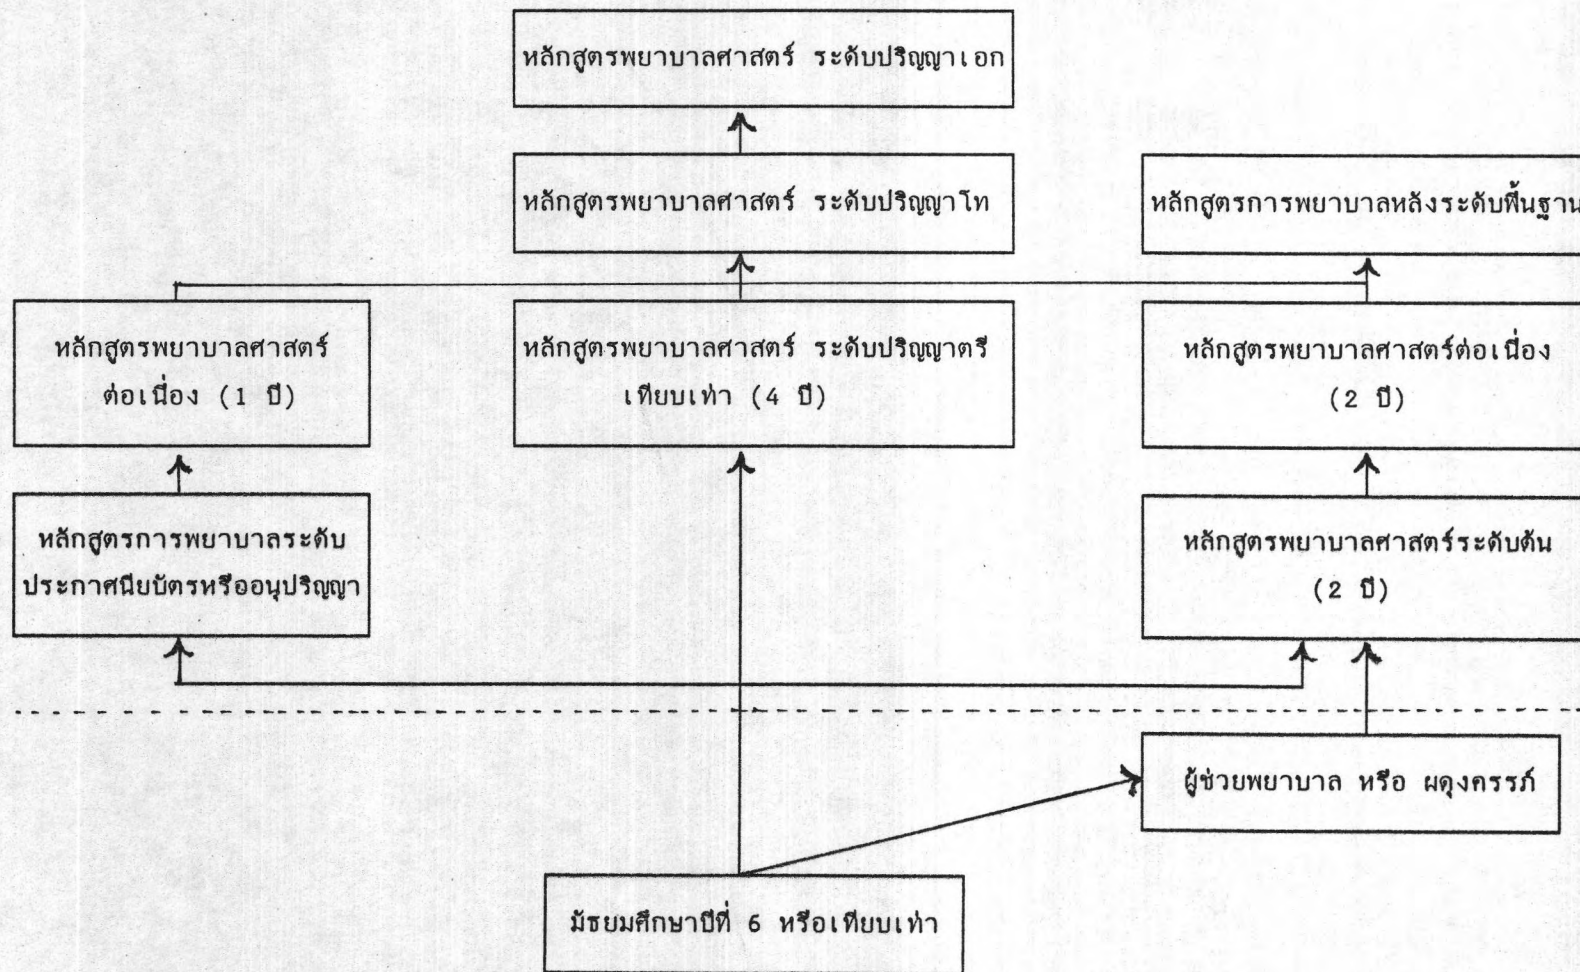 หลักสูตรพยาบาลศาสตร์ ระดับปริญญาเอก
หลักสูตรพยาบาลศาสตร์ ระดับปริญญาโท
หลักสูตรการพยาบาลหลังระดับพื้นฐาน
หลักสูตรพยาบาลศาสตร์
ต่อเนื่อง (1 ปี)
หลักสูตรพยาบาลศาสตร์ ระดับปริญญาตรี
เทียบเท่า (4 ปี)
หลักสูตรพยาบาลศาสตร์ต่อเนื่อง
(2 ปี)
หลักสูตรการพยาบาลระดับ
ประกาศนียบัตรหรืออนุปริญญา
หลักสูตรพยาบาลศาสตร์ระดับต้น
(2 ปี)
ผู้ช่วยพยาบาล หรือ ผดุงครรภ์
มัธยมศึกษาปีที่ 6 หรือเทียบเท่า